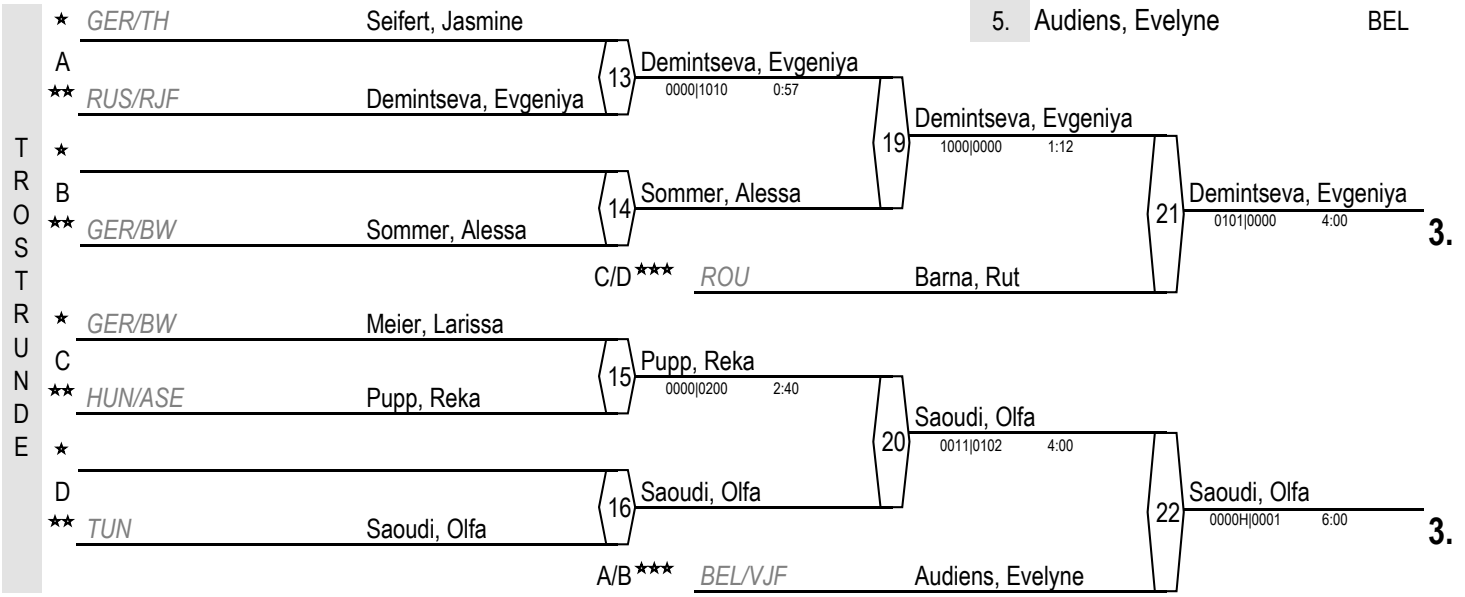 TROSTRUNDE
★ GER/TH Seifert, Jasmine 5. Audiens, Evelyne BEL
A 13 Demintseva, Evgeniya
0000|1010 0:57
★★ RUS/RJF Demintseva, Evgeniya
19 Demintseva, Evgeniya
1000|0000 1:12
★
B 14 Sommer, Alessa
★★ GER/BW Sommer, Alessa
21 Demintseva, Evgeniya
0101|0000 4:00 3.
C/D ★★★ ROU Barna, Rut
★ GER/BW Meier, Larissa
C 15 Pupp, Reka
0000|0200 2:40
★★ HUN/ASE Pupp, Reka
20 Saoudi, Olfa
0011|0102 4:00
★
D 16 Saoudi, Olfa
★★ TUN Saoudi, Olfa
22 Saoudi, Olfa
0000H|0001 6:00 3.
A/B ★★★ BEL/VJF Audiens, Evelyne